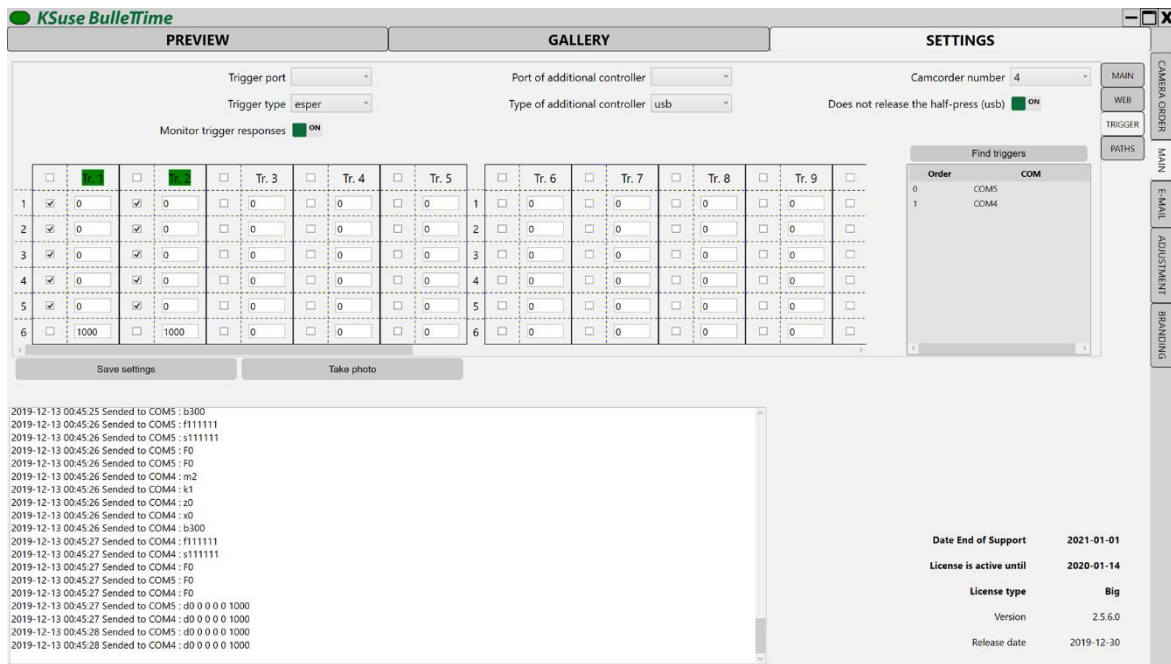 KSuse BulleTime
PREVIEW GALLERY SETTINGS
Trigger port Port of additional controller Camcorder number 4
Trigger type esper Type of additional controller usb Does not release the half-press (usb) ON
Monitor trigger responses ON
MAIN
WEB
TRIGGER
PATHS
CAMERA ORDER
MAIN
E-MAIL
ADJUSTMENT
BRANDING
Find triggers
Order COM
0 COM5
1 COM4
Tr. 1 Tr. 2 Tr. 3 Tr. 4 Tr. 5 Tr. 6 Tr. 7 Tr. 8 Tr. 9
1 0 0 0 0 0 1 0 0 0 0
2 0 0 0 0 0 2 0 0 0 0
3 0 0 0 0 0 3 0 0 0 0
4 0 0 0 0 0 4 0 0 0 0
5 0 0 0 0 0 5 0 0 0 0
6 1000 1000 0 0 0 6 0 0 0 0
Save settings Take photo
2019-12-13 00:45:25 Sended to COM5 : b300
2019-12-13 00:45:26 Sended to COM5 : f111111
2019-12-13 00:45:26 Sended to COM5 : s111111
2019-12-13 00:45:26 Sended to COM5 : F0
2019-12-13 00:45:26 Sended to COM5 : F0
2019-12-13 00:45:26 Sended to COM4 : m2
2019-12-13 00:45:26 Sended to COM4 : k1
2019-12-13 00:45:26 Sended to COM4 : z0
2019-12-13 00:45:26 Sended to COM4 : x0
2019-12-13 00:45:26 Sended to COM4 : b300
2019-12-13 00:45:27 Sended to COM4 : f111111
2019-12-13 00:45:27 Sended to COM4 : s111111
2019-12-13 00:45:27 Sended to COM4 : F0
2019-12-13 00:45:27 Sended to COM5 : F0
2019-12-13 00:45:27 Sended to COM4 : F0
2019-12-13 00:45:27 Sended to COM5 : d0 0 0 0 0 1000
2019-12-13 00:45:27 Sended to COM4 : d0 0 0 0 0 1000
2019-12-13 00:45:28 Sended to COM5 : d0 0 0 0 0 1000
2019-12-13 00:45:28 Sended to COM4 : d0 0 0 0 0 1000
Date End of Support 2021-01-01
License is active until 2020-01-14
License type Big
Version 2.5.6.0
Release date 2019-12-30